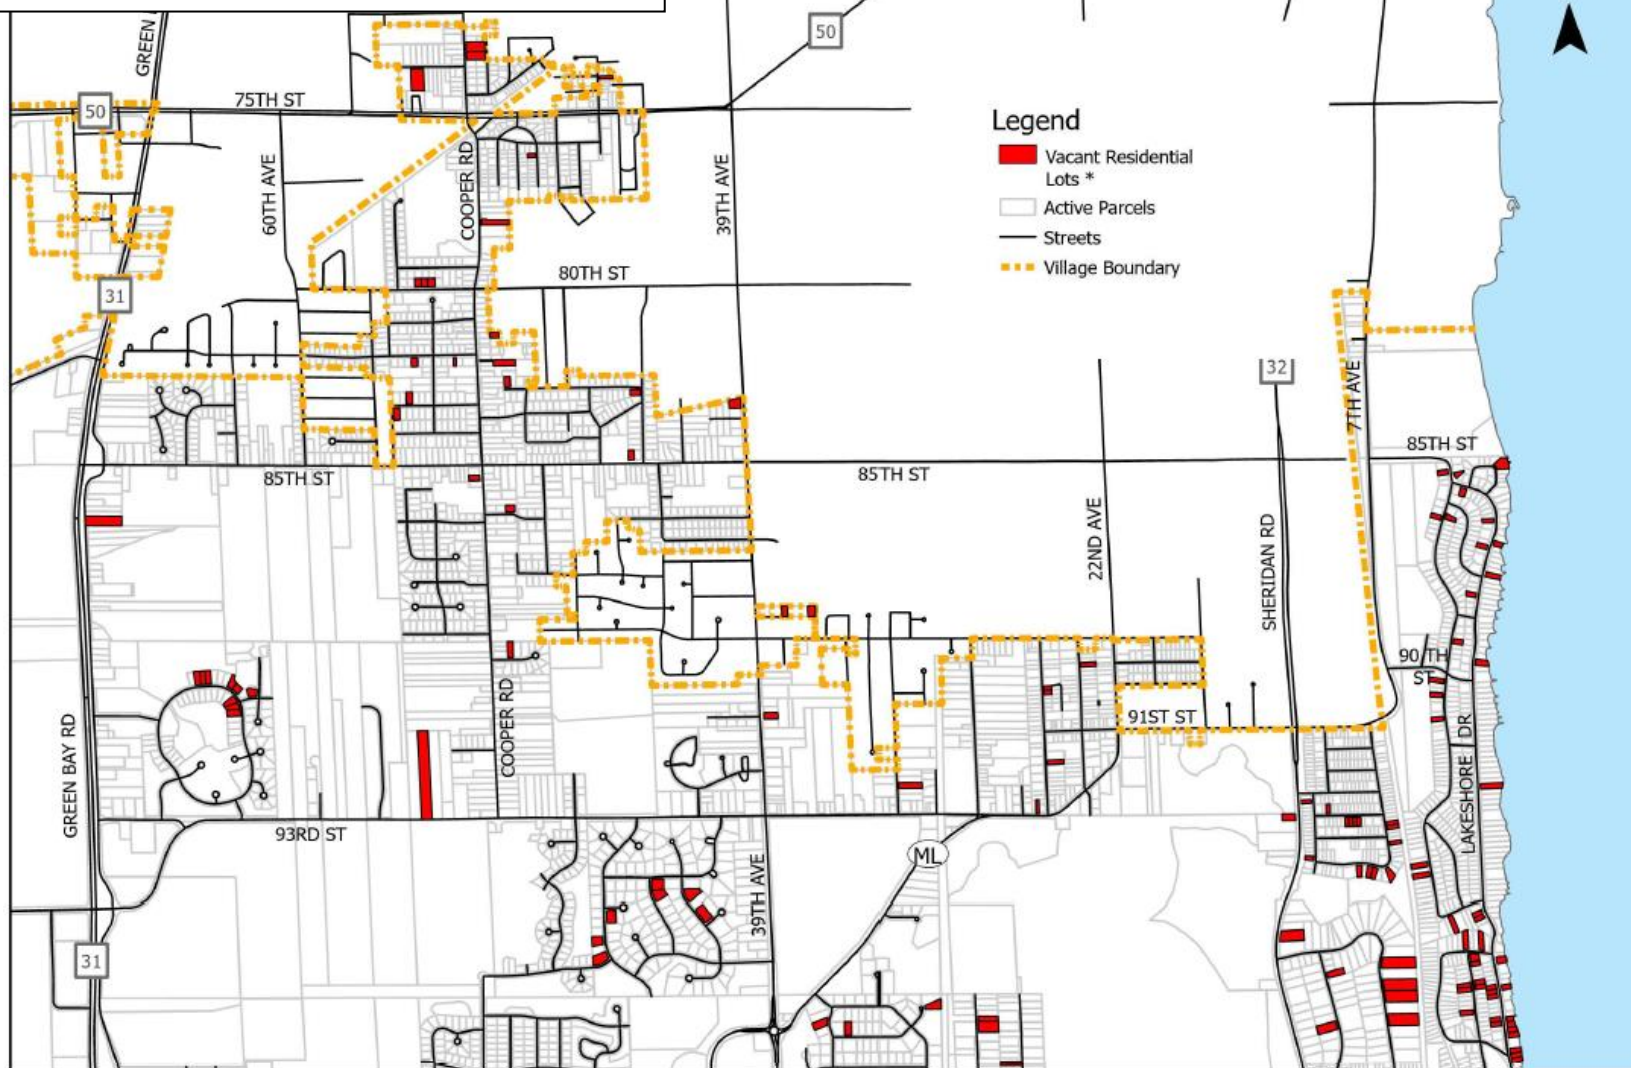 GREEN
50
75TH ST
50
Legend
Vacant Residential
Lots *
Active Parcels
Streets
Village Boundary
60TH AVE
COOPER RD
39TH AVE
80TH ST
31
32
7TH AVE
85TH ST
85TH ST
85TH ST
22ND AVE
SHERIDAN RD
90 TH
ST
91ST ST
COOPER RD
GREEN BAY RD
LAKESHORE DR
93RD ST
ML
39TH AVE
31